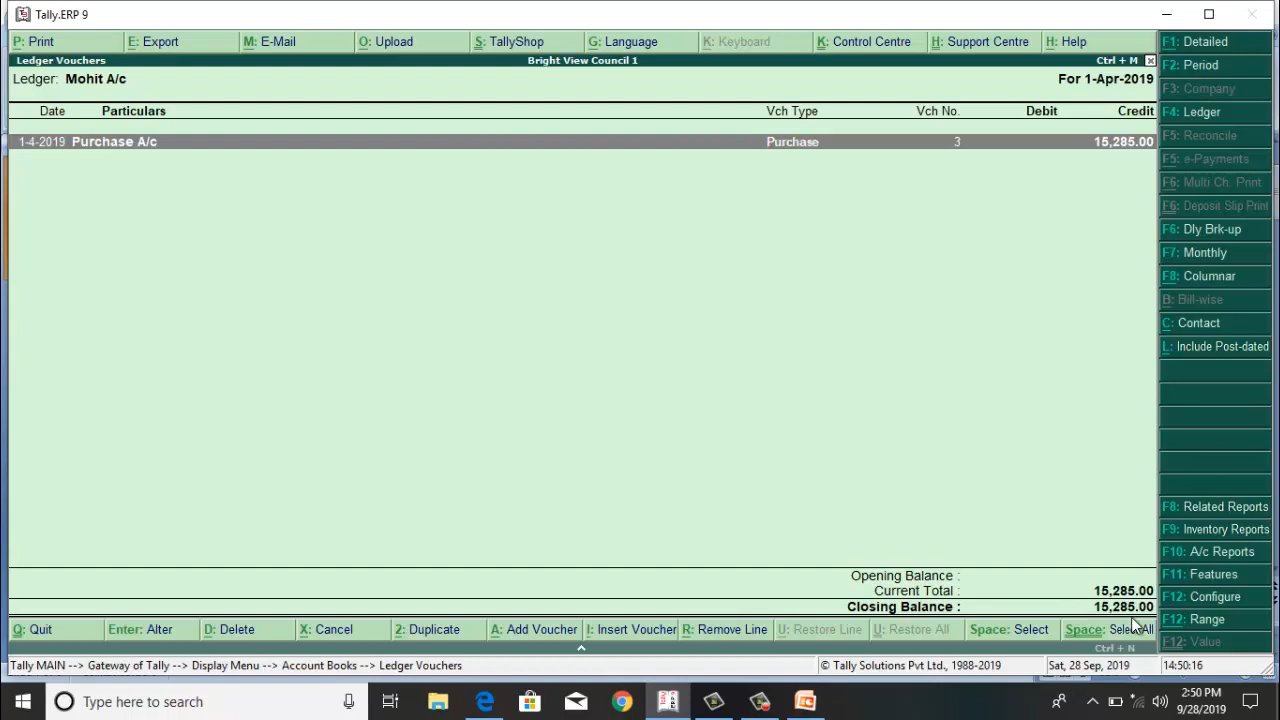 Tally.ERP 9
P: Print E: Export M: E-Mail O: Upload S: TallyShop G: Language K: Keyboard K: Control Centre H: Support Centre H: Help
Ledger Vouchers Bright View Council 1 Ctrl + M
Ledger: Mohit A/c For 1-Apr-2019
Date Particulars Vch Type Vch No. Debit Credit
1-4-2019 Purchase A/c Purchase 3 15,285.00
Opening Balance :
Current Total : 15,285.00
Closing Balance : 15,285.00
Q: Quit Enter: Alter D: Delete X: Cancel 2: Duplicate A: Add Voucher I: Insert Voucher R: Remove Line U: Restore Line U: Restore All Space: Select Space: Select All
Ctrl + N
Tally MAIN --> Gateway of Tally --> Display Menu --> Account Books --> Ledger Vouchers © Tally Solutions Pvt Ltd., 1988-2019 Sat, 28 Sep, 2019 14:50:16
F1: Detailed
F2: Period
F3: Company
F4: Ledger
F5: Reconcile
F5: e-Payments
F6: Multi Ch. Print
F6: Deposit Slip Print
F6: Dly Brk-up
F7: Monthly
F8: Columnar
B: Bill-wise
C: Contact
L: Include Post-dated
F8: Related Reports
F9: Inventory Reports
F10: A/c Reports
F11: Features
F12: Configure
F12: Range
F12: Value
Type here to search
2:50 PM
9/28/2019